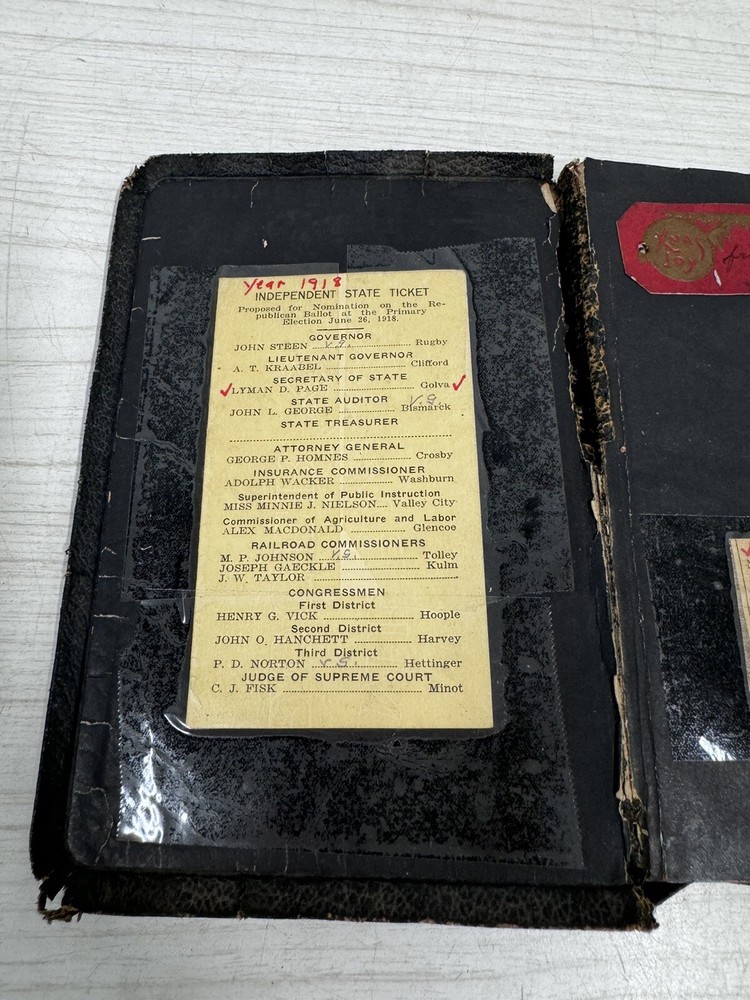 Year 1918
INDEPENDENT STATE TICKET
Proposed for Nomination on the Re-
publican Ballot at the Primary
Election June 26, 1918.
GOVERNOR
JOHN STEEN V.G. Rugby
LIEUTENANT GOVERNOR
A. T. KRAABEL Clifford
SECRETARY OF STATE
✓LYMAN D. PAGE Golva ✓
STATE AUDITOR V.G.
JOHN L. GEORGE Bismarck
STATE TREASURER
ATTORNEY GENERAL
GEORGE P. HOMNES Crosby
INSURANCE COMMISSIONER
ADOLPH WACKER Washburn
Superintendent of Public Instruction
MISS MINNIE J. NIELSON.... Valley City
Commissioner of Agriculture and Labor
ALEX MACDONALD Glencoe
RAILROAD COMMISSIONERS
M. P. JOHNSON V.G. Tolley
JOSEPH GAECKLE Kulm
J. W. TAYLOR
CONGRESSMEN
First District
HENRY G. VICK Hoople
Second District
JOHN O. HANCHETT Harvey
Third District
P. D. NORTON V.G. Hettinger
JUDGE OF SUPREME COURT
C. J. FISK Minot